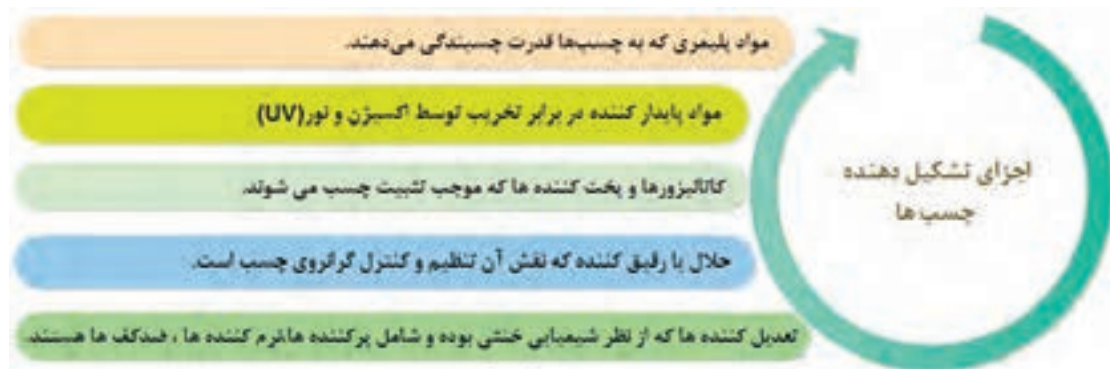 مواد پلیمری که به چسب‌ها قدرت چسبندگی می‌دهند.
مواد پایدار کننده در برابر تخریب توسط اکسیژن و نور(UV)
کاتالیزورها و پخت کننده ها که موجب تثبیت چسب می شوند.
حلال یا رقیق کننده که نقش آن تنظیم و کنترل گرانروی چسب است.
تعدیل کننده ها که از نظر شیمیایی خنثی بوده و شامل پرکننده ها،نرم کننده ها ، ضدکف ها هستند.
اجزای تشکیل دهنده
چسب‌ها